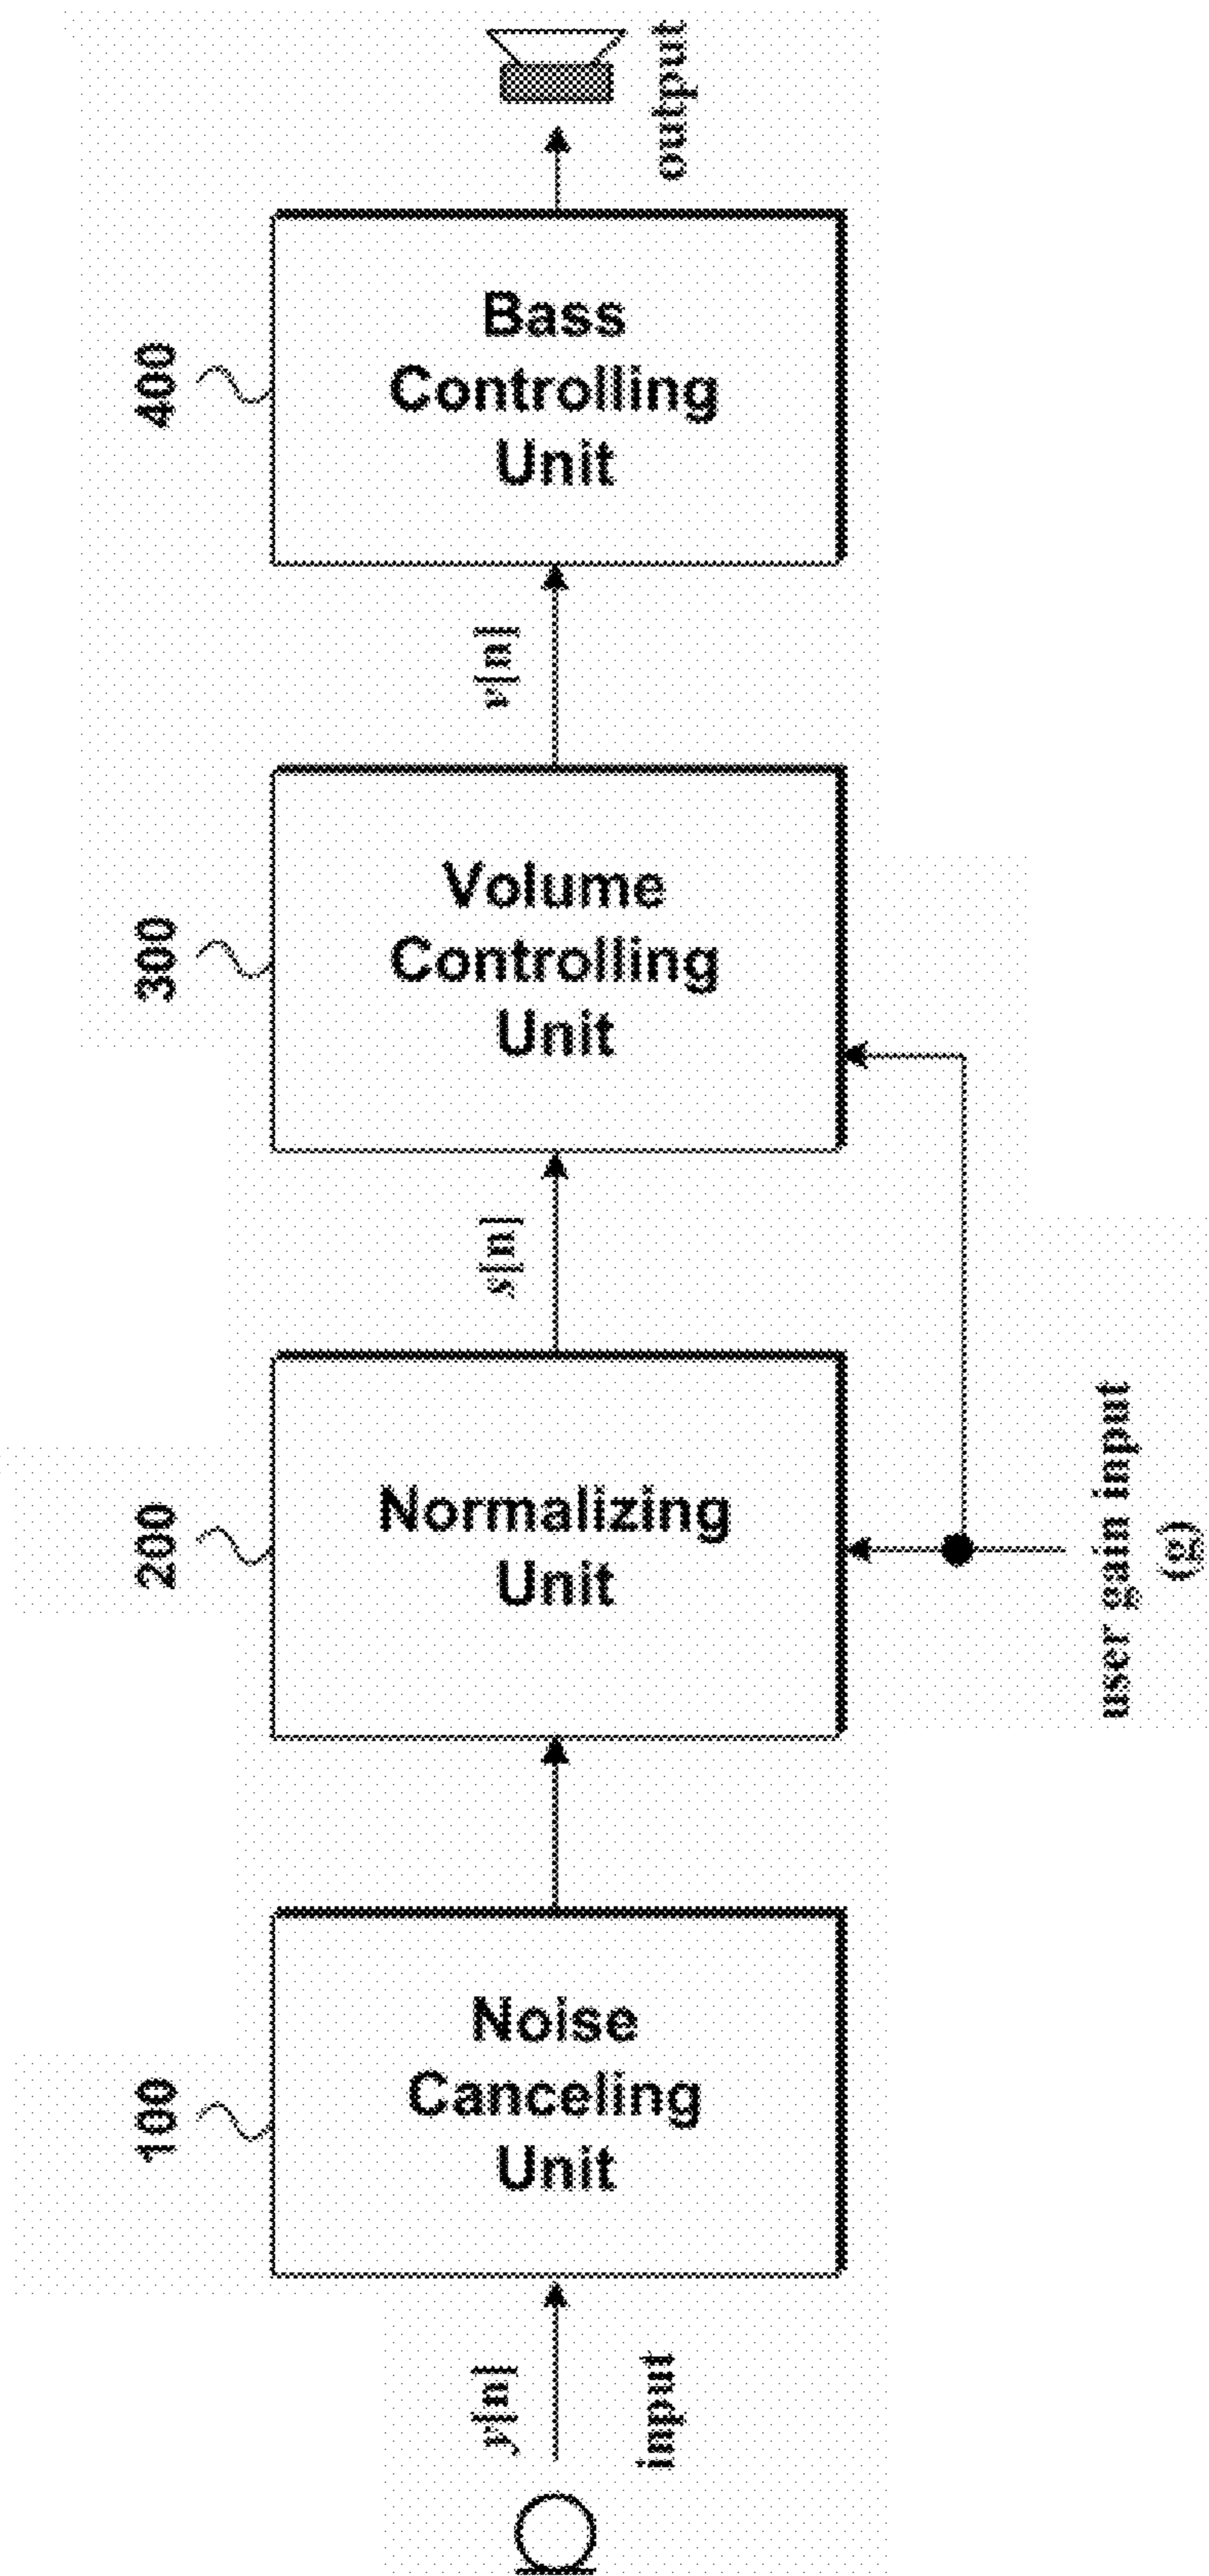 y[n]
input
100
Noise
Canceling
Unit
200
Normalizing
Unit
user gain input
(g)
s[n]
300
Volume
Controlling
Unit
v[n]
400
Bass
Controlling
Unit
output